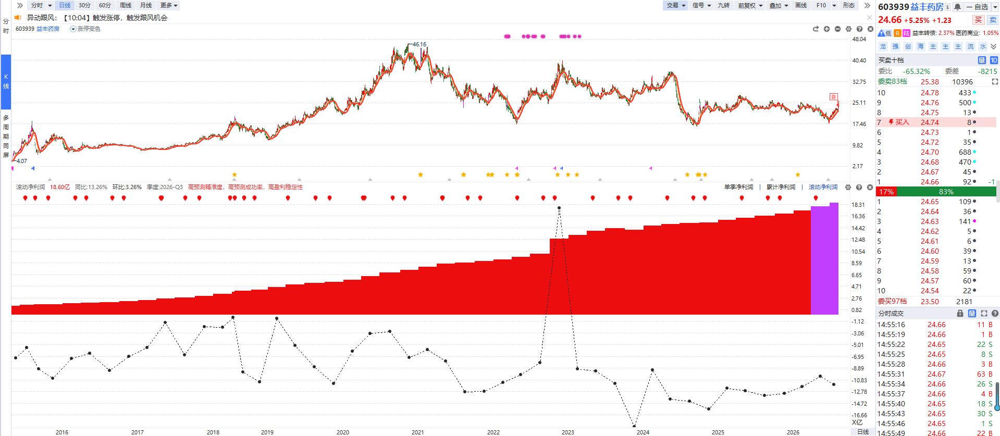 分时 日线 30分 60分 周线 月线 更多 交易 信号 九转 前复权 叠加 画线 F10 形态
异动跟风：【10:04】触发涨停，触发跟风机会
603939 益丰药房 涨停变色
分时
K线
多周期同屏
48.04
40.40
32.75
25.11
17.46
9.82
2.17
46.16
4.07
滚动净利润 18.60亿 同比:13.26% 环比:3.26% 季度:2026-Q3 高预测精准度，高预测成功率，高盈利稳定性 单季净利润 | 累计净利润 | 滚动净利润
18.31
16.36
14.42
12.48
10.54
8.59
6.65
4.71
2.76
0.82
-1.12
-3.06
-5.01
-6.95
-8.89
-10.83
-12.78
-14.72
-16.66
X亿
2016 2017 2018 2019 2020 2021 2022 2023 2024 2025 2026 日线
603939 益丰药房 自选
24.66 +5.25% +1.23 买 卖
低 R 陆 益丰转债: 2.37% 医药商业: 1.05%
龙 强 创 海 主 主 主 流 水
买卖十档 量 10
委比 -65.32% 委差 -8215
委卖83档 25.38 10396
10 24.78 433
9 24.76 500
8 24.75 13
7 买入 24.74 8
6 24.73 1
5 24.72 35
4 24.70 688
3 24.68 470
2 24.67 45
1 24.66 92 -1
17% 83%
1 24.65 109
2 24.64 36
3 24.63 141
4 24.62 5
5 24.61 6
6 24.60 39
7 24.59 13
8 24.58 59
9 24.57 60
10 24.54 22
委买97档 23.50 2181
分时成交 量
14:55:16 24.66 11 B
14:55:19 24.66 1 B
14:55:22 24.65 22 S
14:55:25 24.65 8 S
14:55:28 24.66 3 B
14:55:31 24.67 63 B
14:55:34 24.66 26 S
14:55:37 24.66 4 B
14:55:40 24.65 18 S
14:55:43 24.65 30 S
14:55:46 24.65 1 S
14:55:49 24.66 22 B